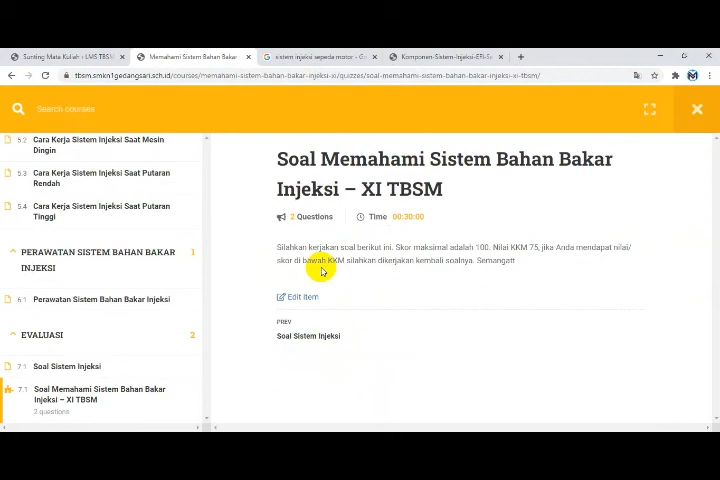 Sunting Mata Kuliah ‹ LMS TBSM
Memahami Sistem Bahan Bakar
sistem injeksi sepeda motor - Go
Komponen-Sistem-Injeksi-EFI-Se
tbsm.smkn1gedangsari.sch.id/courses/memahami-sistem-bahan-bakar-injeksi-xi/quizzes/soal-memahami-sistem-bahan-bakar-injeksi-xi-tbsm/
Search courses
5.2 Cara Kerja Sistem Injeksi Saat Mesin
Dingin
5.3 Cara Kerja Sistem Injeksi Saat Putaran
Rendah
5.4 Cara Kerja Sistem Injeksi Saat Putaran
Tinggi
PERAWATAN SISTEM BAHAN BAKAR 1
INJEKSI
6.1 Perawatan Sistem Bahan Bakar Injeksi
EVALUASI 2
7.1 Soal Sistem Injeksi
7.1 Soal Memahami Sistem Bahan Bakar
Injeksi – XI TBSM
2 questions
Soal Memahami Sistem Bahan Bakar
Injeksi – XI TBSM
2 Questions Time 00:30:00
Silahkan kerjakan soal berikut ini. Skor maksimal adalah 100. Nilai KKM 75, jika Anda mendapat nilai/
skor di bawah KKM silahkan dikerjakan kembali soalnya. Semangatt
Edit item
PREV
Soal Sistem Injeksi